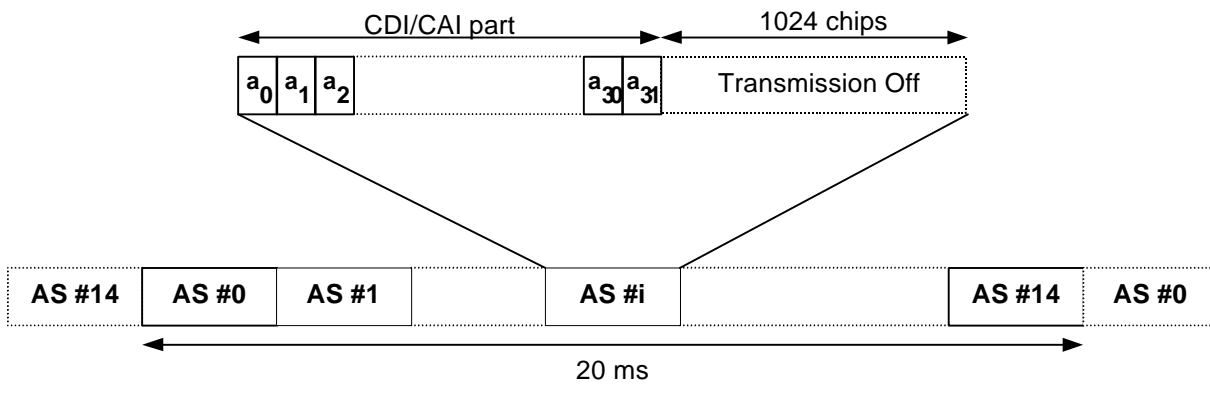 CDI/CAI part 1024 chips
a0 a1 a2 a30 a31 Transmission Off
AS #14 AS #0 AS #1 AS #i AS #14 AS #0
20 ms